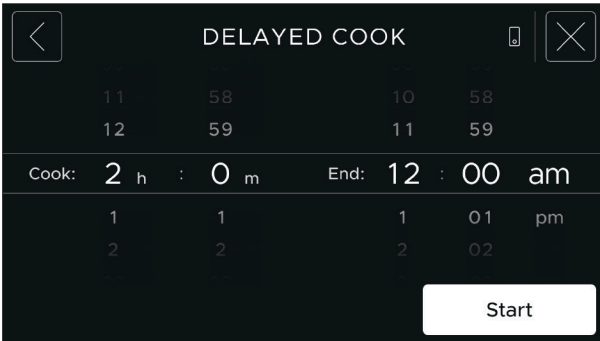 DELAYED COOK
11 58 10 58
12 59 11 59
Cook: 2 h : 0 m End: 12 : 00 am
1 1 1 01 pm
2 2 2 02
Start